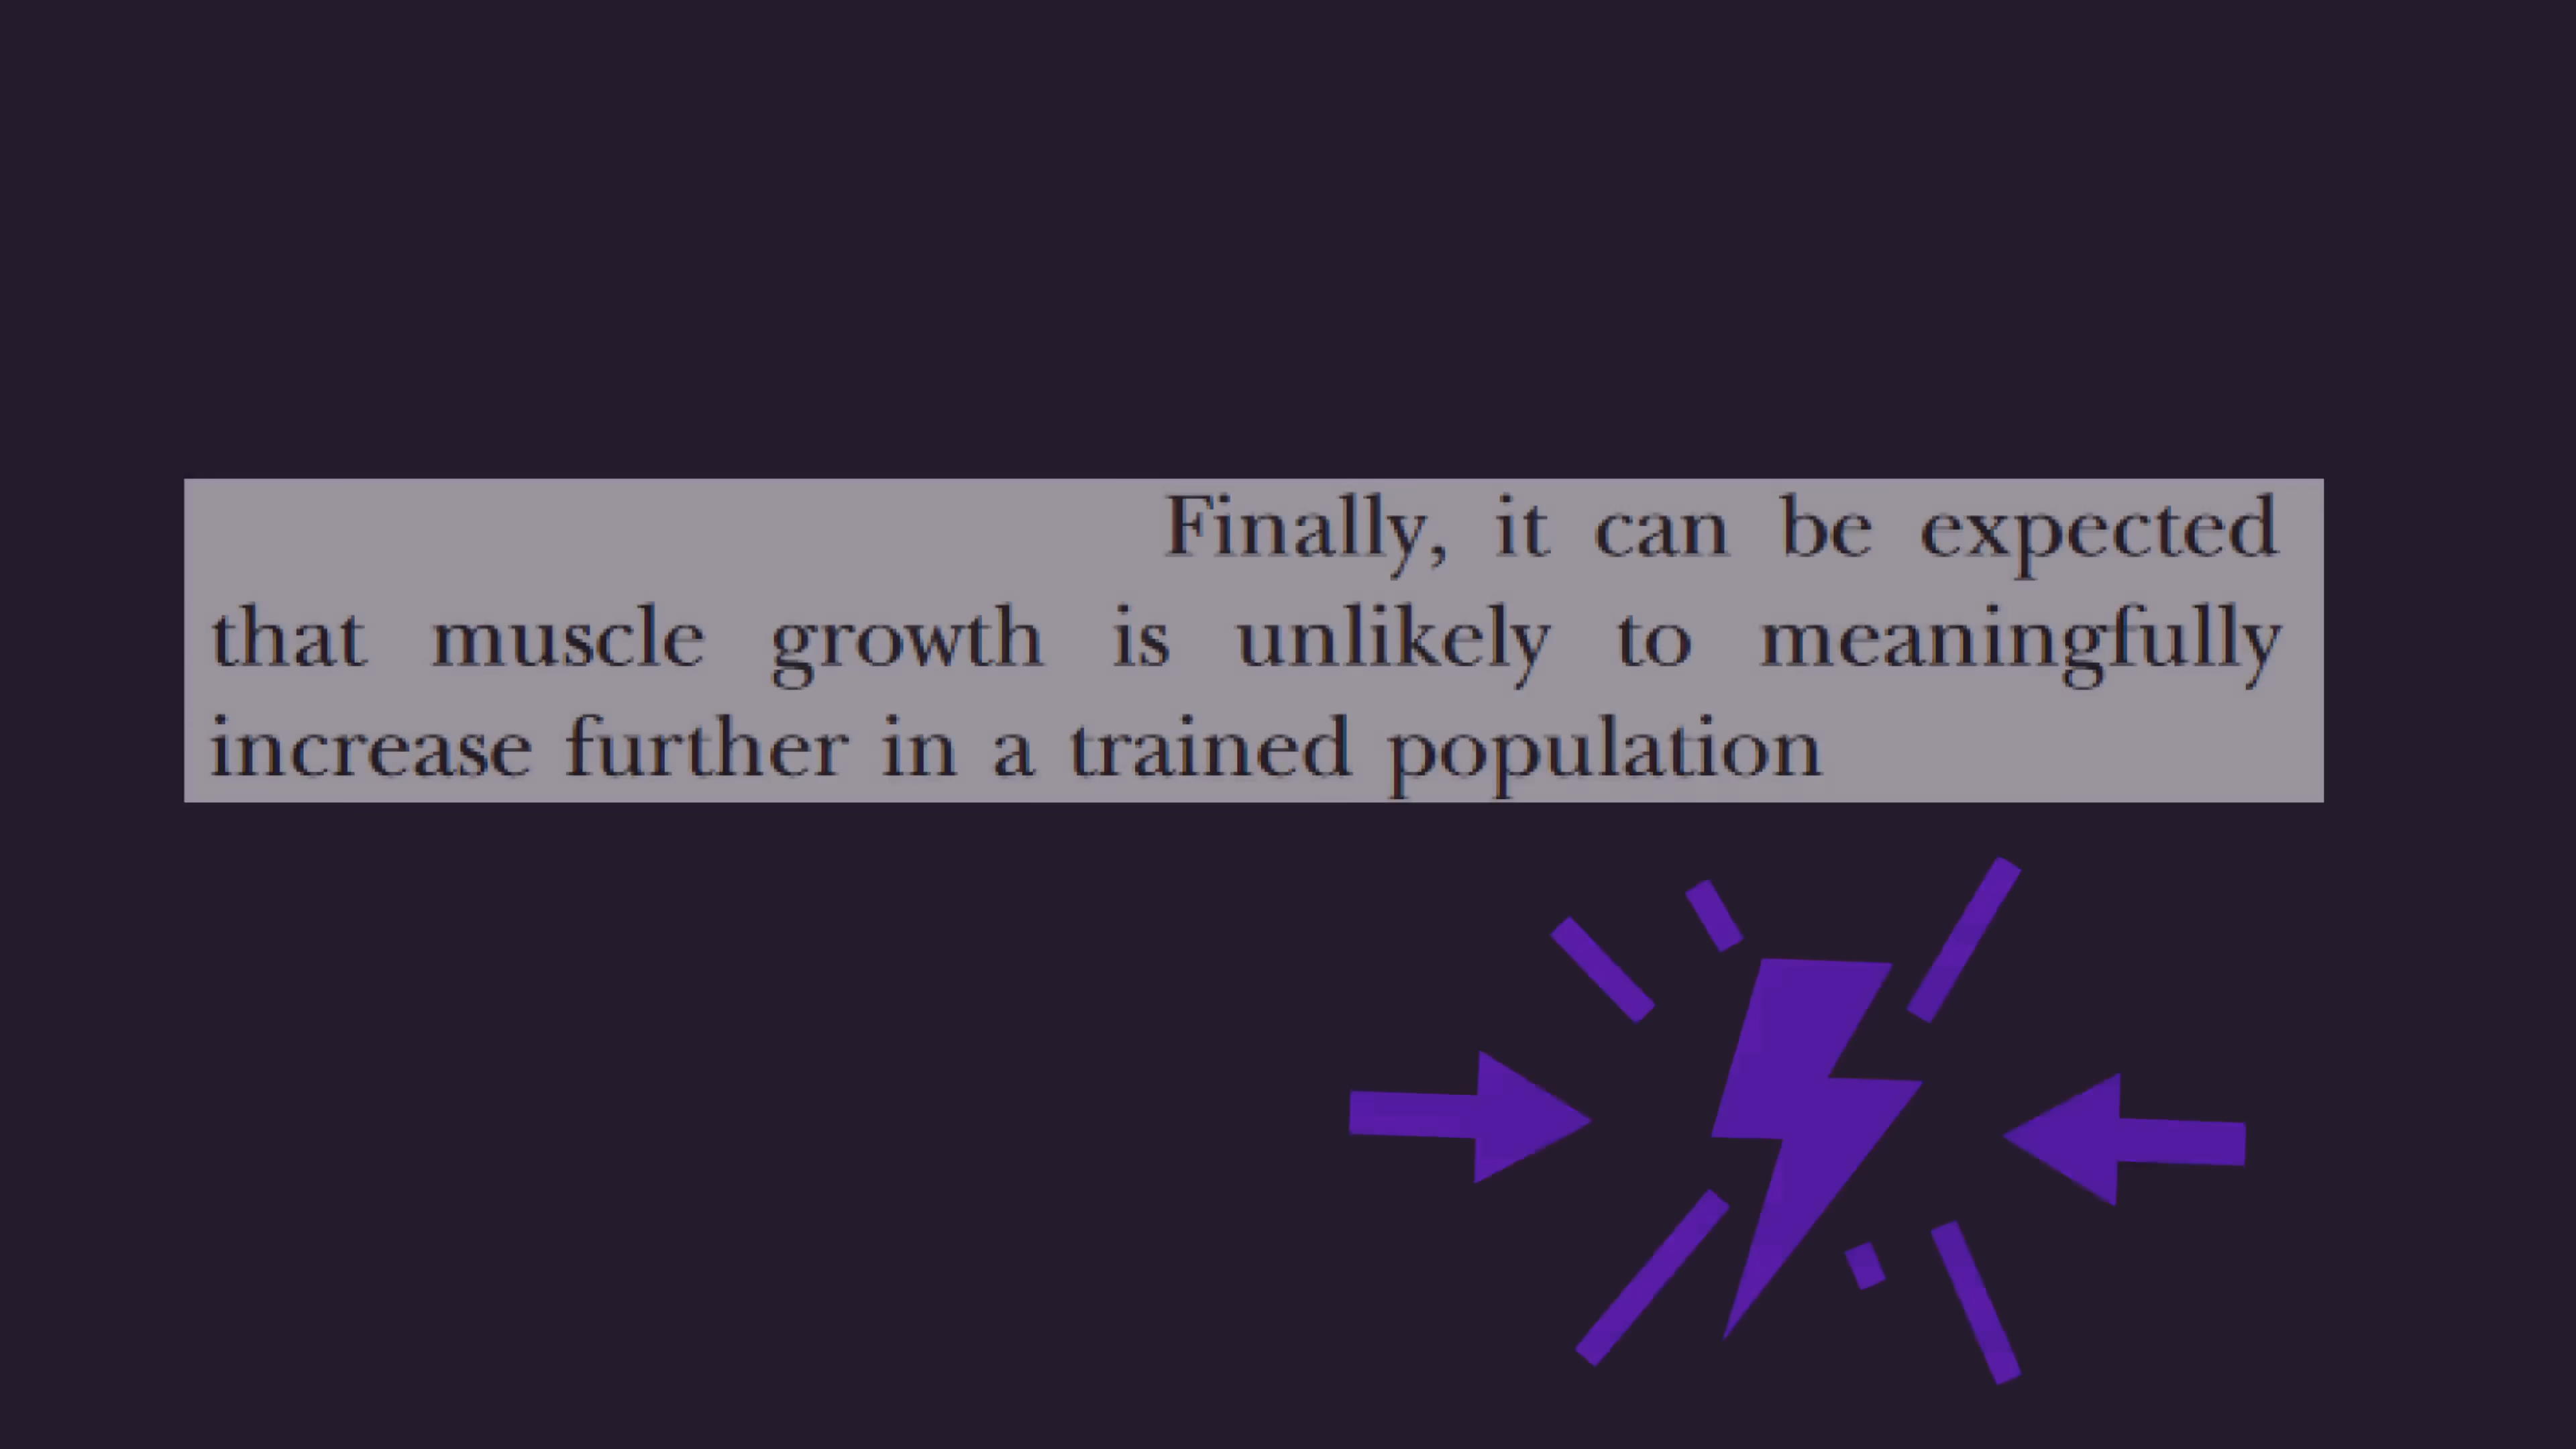 Finally, it can be expected
that muscle growth is unlikely to meaningfully
increase further in a trained population